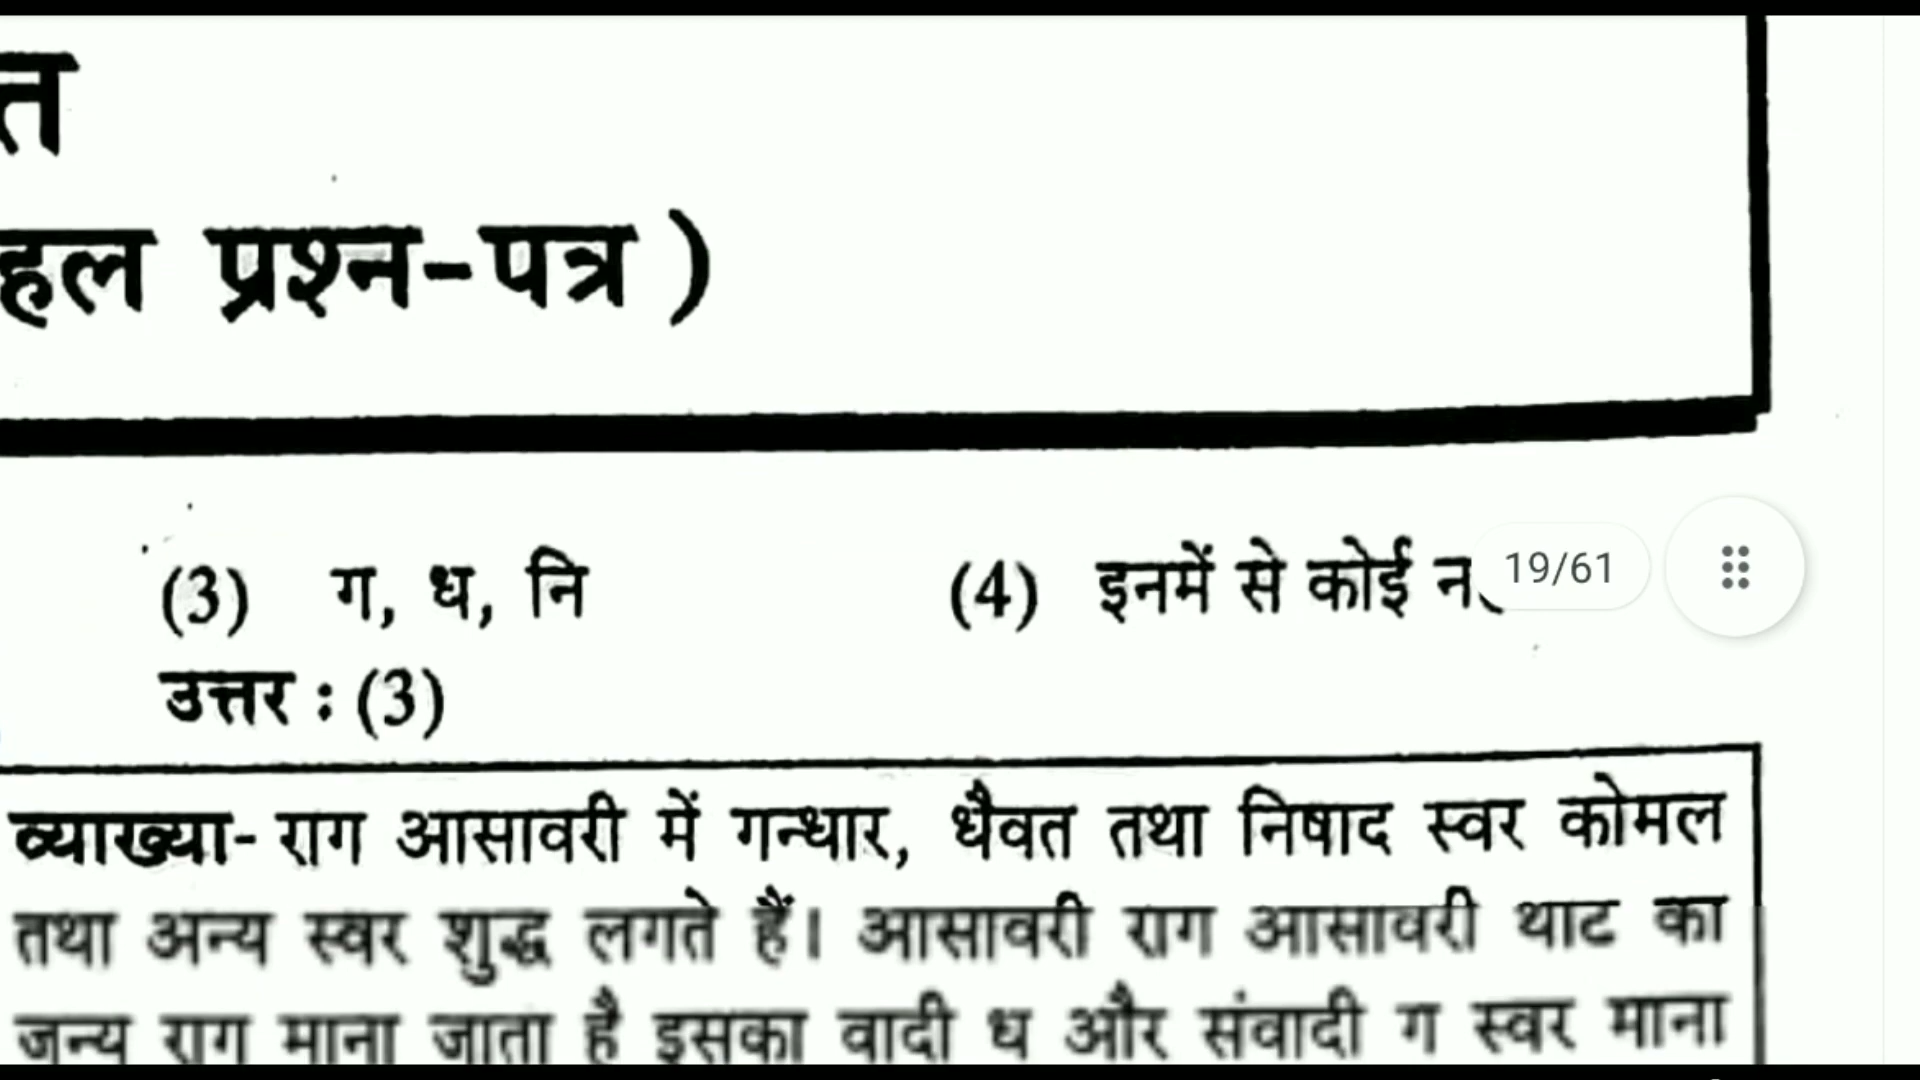 त
हल प्रश्न-पत्र )
(3) ग, ध, नि (4) इनमें से कोई
19/61
उत्तर : (3)
व्याख्या- राग आसावरी में गन्धार, धैवत तथा निषाद स्वर कोमल
तथा अन्य स्वर शुद्ध लगते हैं। आसावरी राग आसावरी थाट का
जन्य राग माना जाता है इसका वादी ध और संवादी ग स्वर माना